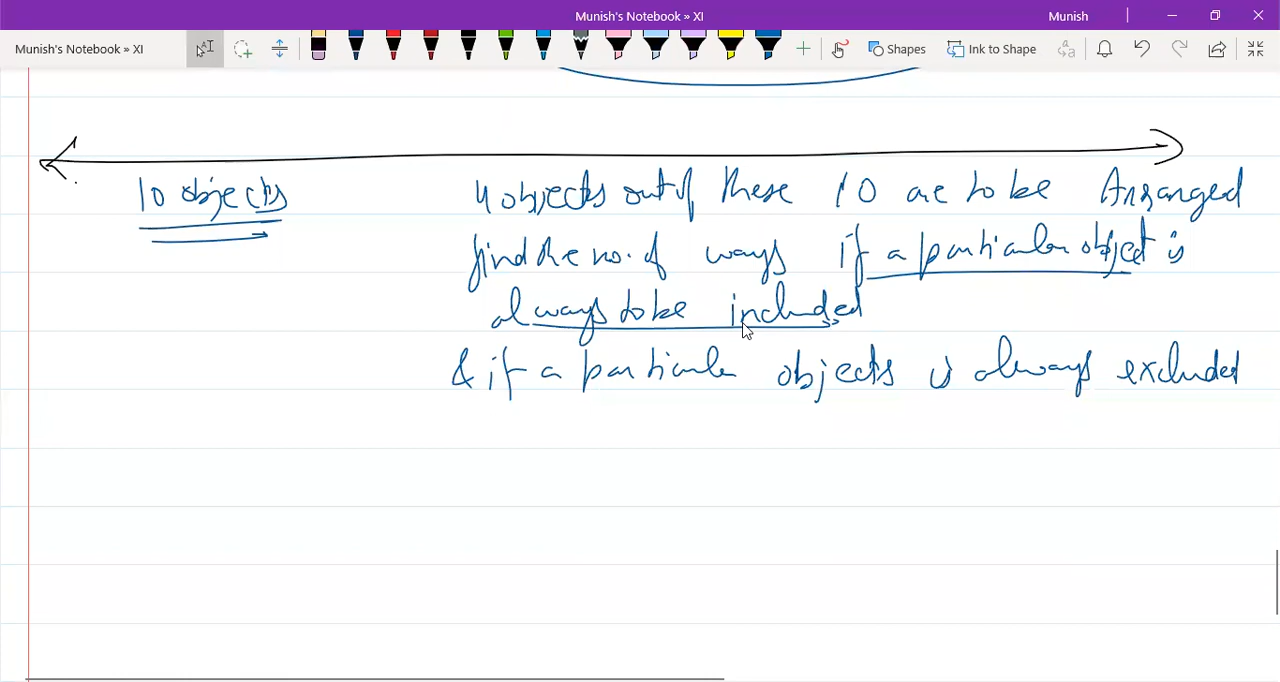 Munish's Notebook » XI
Munish
Munish's Notebook » XI
Shapes
Ink to Shape
10 objects
4 objects out of these 10 are to be Arranged
find the no. of ways if a particular object is
always to be included
& if a particular objects is always excluded